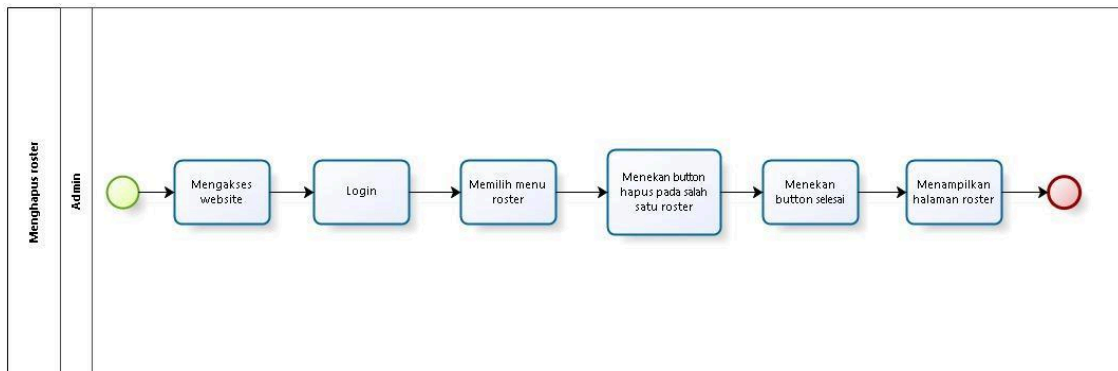 Menghapus roster
Admin
Mengakses
website
Login
Memilih menu
roster
Menekan button
hapus pada salah
satu roster
Menekan
button selesai
Menampilkan
halaman roster